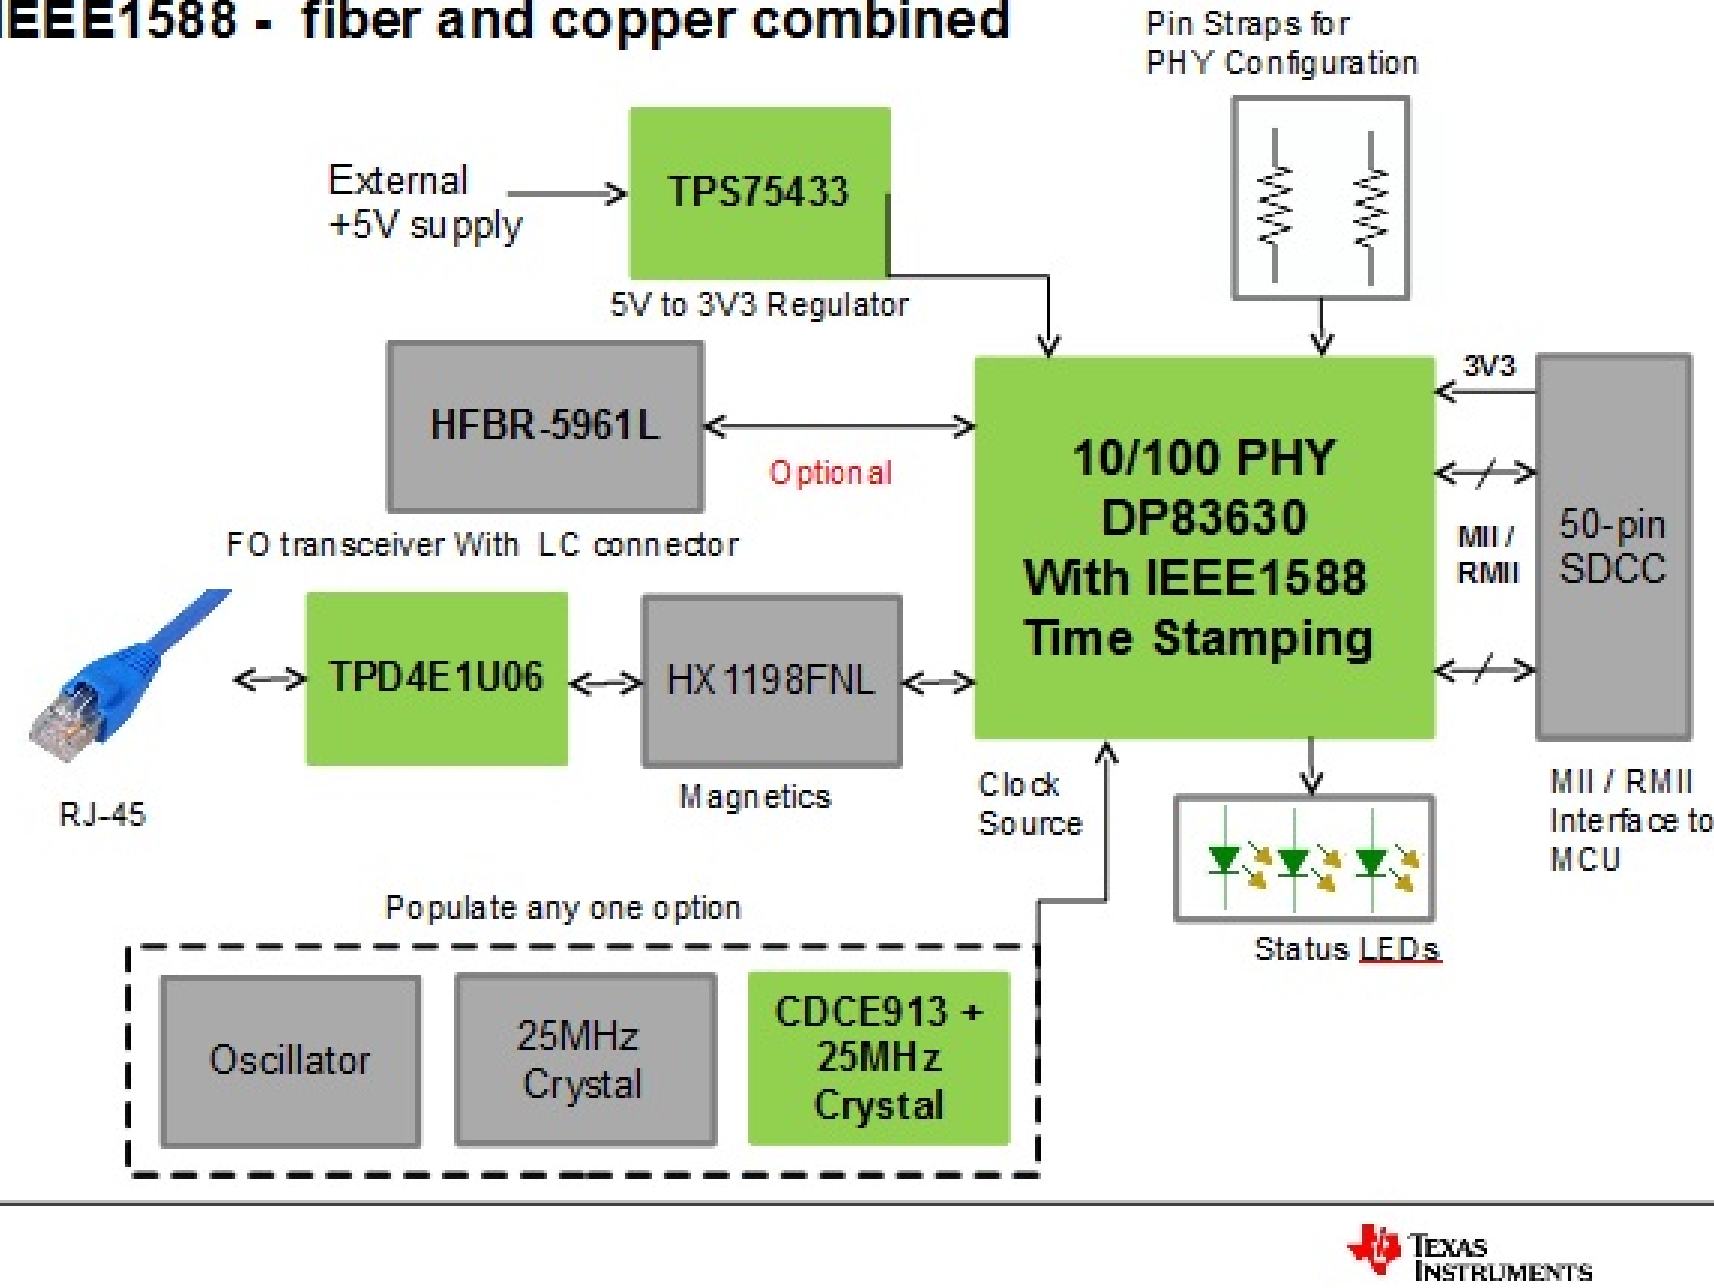 IEEE1588 - fiber and copper combined
Pin Straps for
PHY Configuration
External
+5V supply
TPS75433
5V to 3V3 Regulator
HFBR-5961L
Optional
FO transceiver With LC connector
10/100 PHY
DP83630
With IEEE1588
Time Stamping
3V3
MII /
RMII
50-pin
SDCC
MII / RMII
Interface to
MCU
TPD4E1U06
HX1198FNL
Magnetics
RJ-45
Clock
Source
Status LEDs
Populate any one option
Oscillator
25MHz
Crystal
CDCE913 +
25MHz
Crystal
TEXAS
INSTRUMENTS